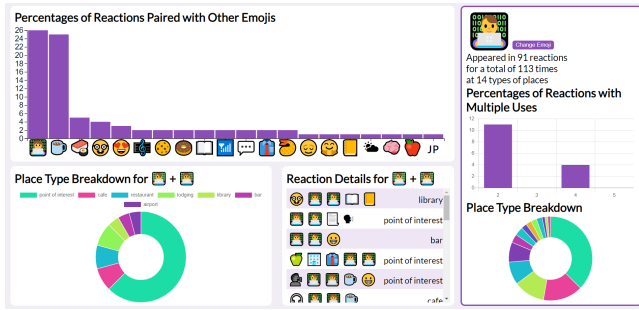 Percentages of Reactions Paired with Other Emojis
26
24
22
20
18
16
14
12
10
8
6
4
2
0
JP
Change Emoji
Appeared in 91 reactions
for a total of 113 times
at 14 types of places
Percentages of Reactions with
Multiple Uses
12
10
8
6
4
2
0
2 3 4 5
Place Type Breakdown
Place Type Breakdown for +
point of interest cafe restaurant lodging library bar
airport
Reaction Details for +
library
point of interest
bar
point of interest
point of interest
cafe